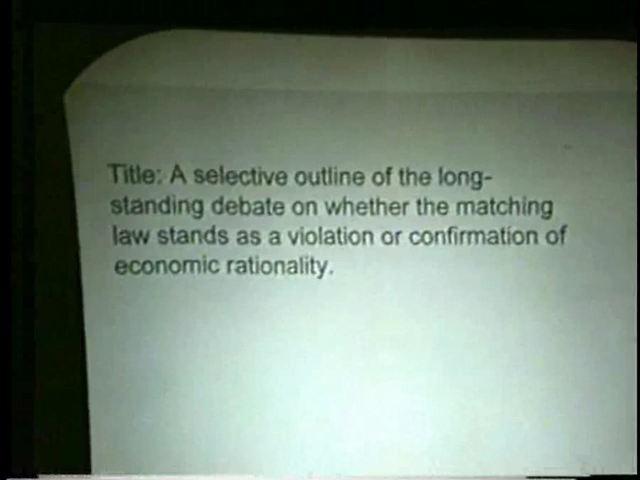 Title: A selective outline of the long-
standing debate on whether the matching
law stands as a violation or confirmation of
economic rationality.